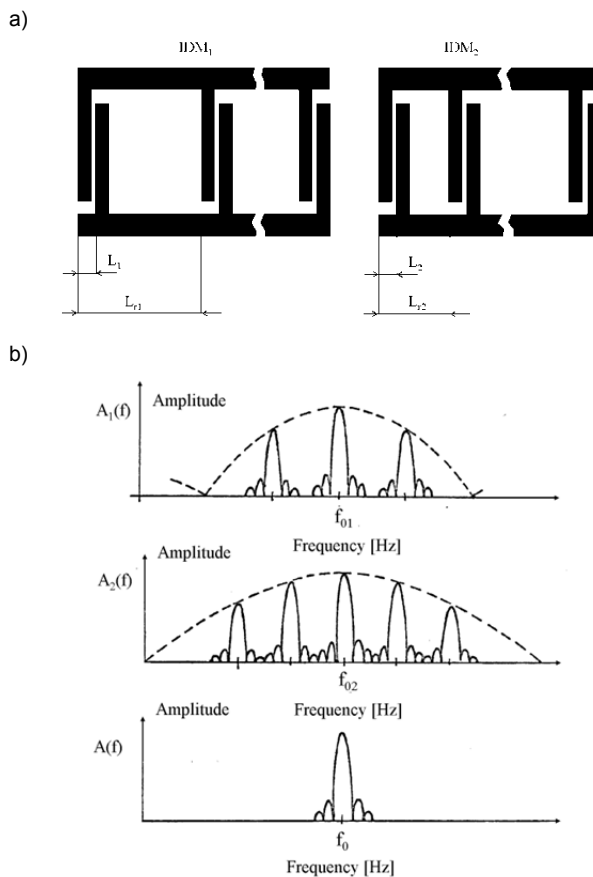 a)
IDM1 IDM2
L1 L2
Lr1 Lr2
b)
A1(f) Amplitude
f01
Frequency [Hz]
A2(f) Amplitude
f02
Amplitude Frequency [Hz]
A(f)
f0
Frequency [Hz]